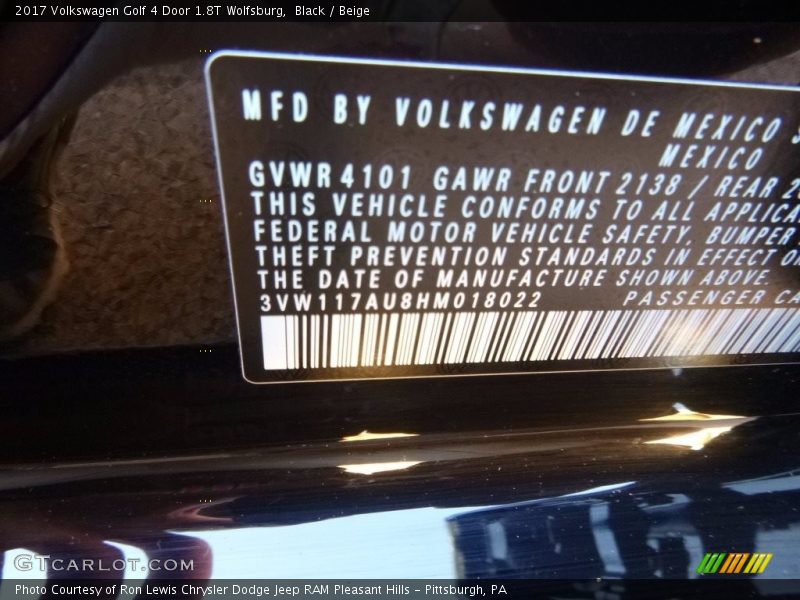 2017 Volkswagen Golf 4 Door 1.8T Wolfsburg, Black / Beige
MFD BY VOLKSWAGEN DE MEXICO
MEXICO
GVWR 4101 GAWR FRONT 2138 / REAR
THIS VEHICLE CONFORMS TO ALL
FEDERAL MOTOR VEHICLE SAFETY, BUMPER
THEFT PREVENTION STANDARDS IN EFFECT
THE DATE OF MANUFACTURE SHOWN ABOVE.
3VW117AU8HM018022 PASSENGER
GTCARLOT.COM
Photo Courtesy of Ron Lewis Chrysler Dodge Jeep RAM Pleasant Hills - Pittsburgh, PA